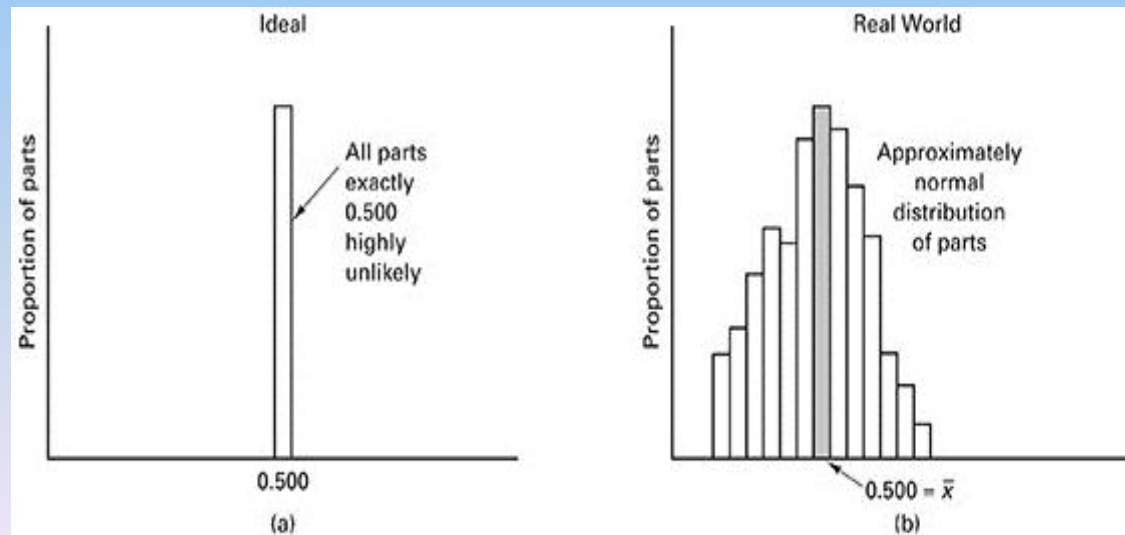 Ideal
Proportion of parts
All parts
exactly
0.500
highly
unlikely
0.500
(a)
Real World
Proportion of parts
Approximately
normal
distribution
of parts
0.500 = x̄
(b)